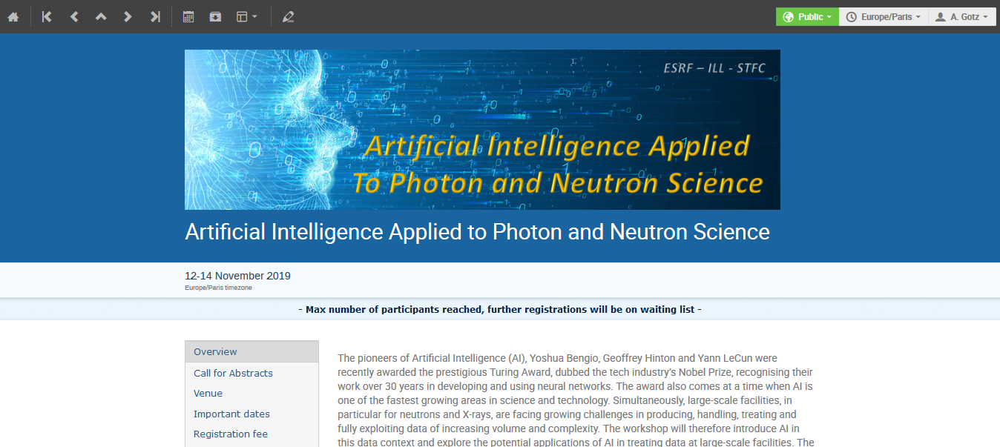 Public
Europe/Paris
A. Gotz
ESRF – ILL - STFC
Artificial Intelligence Applied
To Photon and Neutron Science
Artificial Intelligence Applied to Photon and Neutron Science
12-14 November 2019
Europe/Paris timezone
- Max number of participants reached, further registrations will be on waiting list -
Overview
Call for Abstracts
Venue
Important dates
Registration fee
The pioneers of Artificial Intelligence (AI), Yoshua Bengio, Geoffrey Hinton and Yann LeCun were
recently awarded the prestigious Turing Award, dubbed the tech industry’s Nobel Prize, recognising their
work over 30 years in developing and using neural networks. The award also comes at a time when AI is
one of the fastest growing areas in science and technology. Simultaneously, large-scale facilities, in
particular for neutrons and X-rays, are facing growing challenges in producing, handling, treating and
fully exploiting data of increasing volume and complexity. The workshop will therefore introduce AI in
this data context and explore the potential applications of AI in treating data at large-scale facilities. The